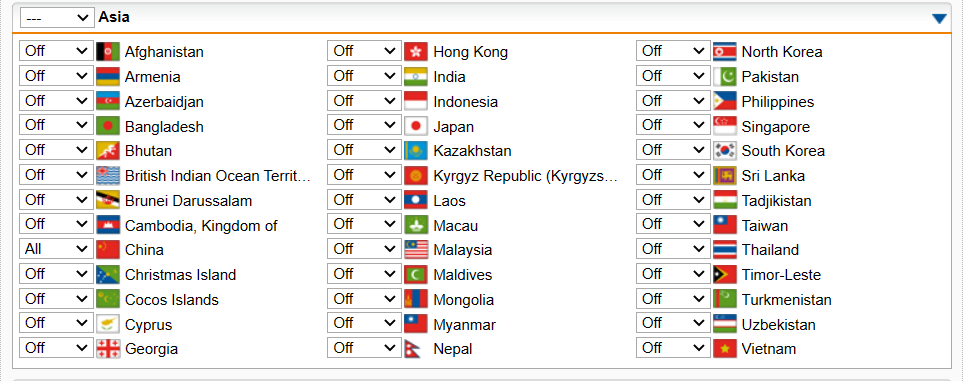 --- Asia
Off Afghanistan Off Hong Kong Off North Korea
Off Armenia Off India Off Pakistan
Off Azerbaidjan Off Indonesia Off Philippines
Off Bangladesh Off Japan Off Singapore
Off Bhutan Off Kazakhstan Off South Korea
Off British Indian Ocean Territ... Off Kyrgyz Republic (Kyrgyzs... Off Sri Lanka
Off Brunei Darussalam Off Laos Off Tadjikistan
Off Cambodia, Kingdom of Off Macau Off Taiwan
All China Off Malaysia Off Thailand
Off Christmas Island Off Maldives Off Timor-Leste
Off Cocos Islands Off Mongolia Off Turkmenistan
Off Cyprus Off Myanmar Off Uzbekistan
Off Georgia Off Nepal Off Vietnam